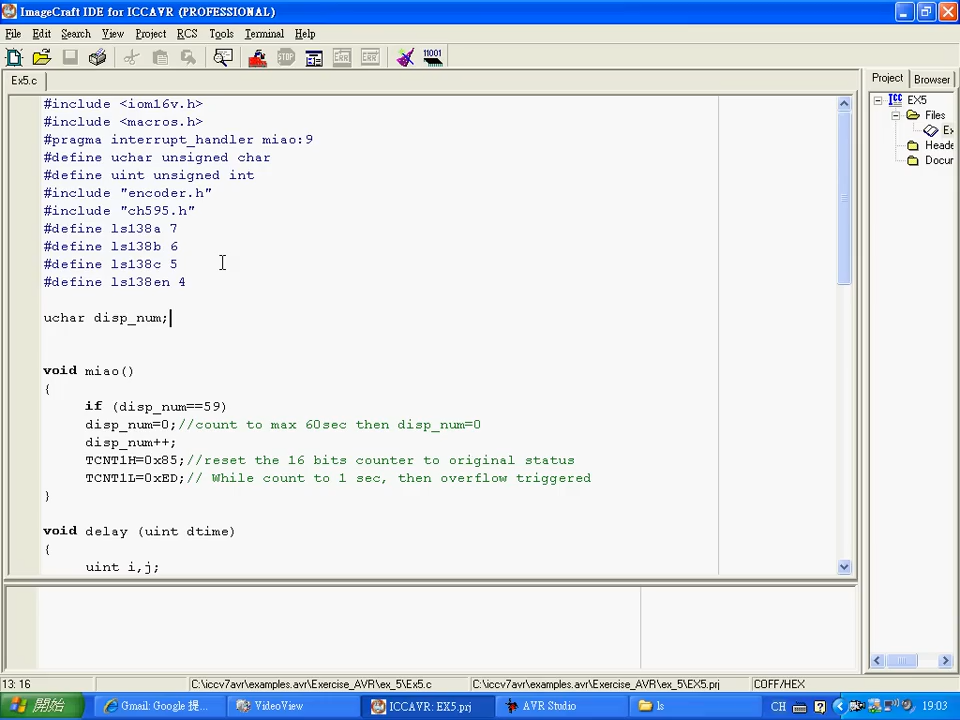 ImageCraft IDE for ICCAVR (PROFESSIONAL)
File Edit Search View Project RCS Tools Terminal Help
Ex5.c
Project Browser
#include <iom16v.h>
#include <macros.h>
#pragma interrupt_handler miao:9
#define uchar unsigned char
#define uint unsigned int
#include "encoder.h"
#include "ch595.h"
#define ls138a 7
#define ls138b 6
#define ls138c 5
#define ls138en 4
uchar disp_num;
void miao()
{
if (disp_num==59)
disp_num=0;//count to max 60sec then disp_num=0
disp_num++;
TCNT1H=0x85;//reset the 16 bits counter to original status
TCNT1L=0xED;// While count to 1 sec, then overflow triggered
}
void delay (uint dtime)
{
uint i,j;
EX5
Files
Ex
Heade
Docur
13: 16 C:\iccv7avr\examples.avr\Exercise_AVR\ex_5\Ex5.c C:\iccv7avr\examples.avr\Exercise_AVR\ex_5\EX5.prj COFF/HEX
開始 Gmail: Google 提... VideoView ICCAVR: EX5.prj AVR Studio ls CH 19:03